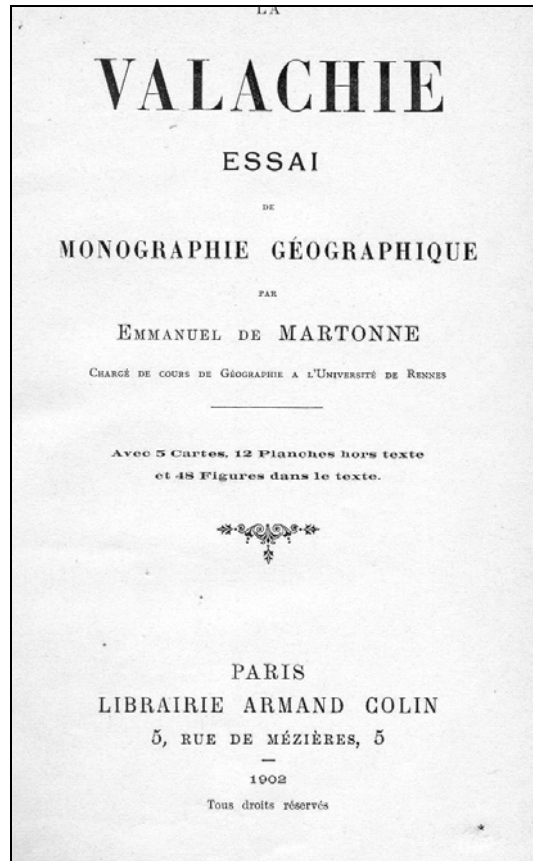 LA
VALACHIE
ESSAI
DE
MONOGRAPHIE GÉOGRAPHIQUE
PAR
EMMANUEL DE MARTONNE
CHARGÉ DE COURS DE GÉOGRAPHIE A L'UNIVERSITÉ DE RENNES
Avec 5 Cartes, 12 Planches hors texte
et 48 Figures dans le texte.
PARIS
LIBRAIRIE ARMAND COLIN
5, RUE DE MÉZIÈRES, 5
1902
Tous droits réservés